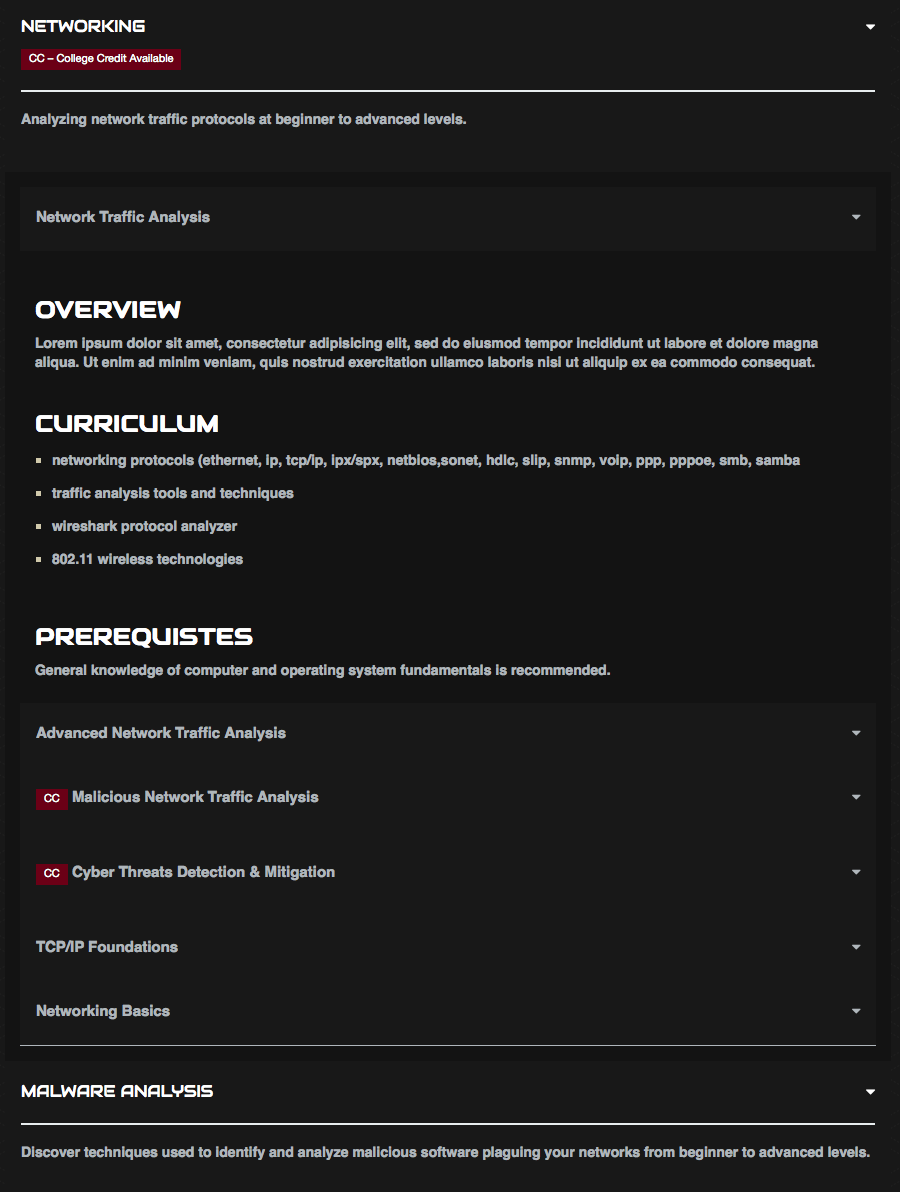 NETWORKING
CC – College Credit Available
Analyzing network traffic protocols at beginner to advanced levels.
Network Traffic Analysis
OVERVIEW
Lorem ipsum dolor sit amet, consectetur adipisicing elit, sed do eiusmod tempor incididunt ut labore et dolore magna
aliqua. Ut enim ad minim veniam, quis nostrud exercitation ullamco laboris nisi ut aliquip ex ea commodo consequat.
CURRICULUM
▪ networking protocols (ethernet, ip, tcp/ip, ipx/spx, netbios,sonet, hdlc, slip, snmp, voip, ppp, pppoe, smb, samba
▪ traffic analysis tools and techniques
▪ wireshark protocol analyzer
▪ 802.11 wireless technologies
PREREQUISTES
General knowledge of computer and operating system fundamentals is recommended.
Advanced Network Traffic Analysis
CC Malicious Network Traffic Analysis
CC Cyber Threats Detection & Mitigation
TCP/IP Foundations
Networking Basics
MALWARE ANALYSIS
Discover techniques used to identify and analyze malicious software plaguing your networks from beginner to advanced levels.